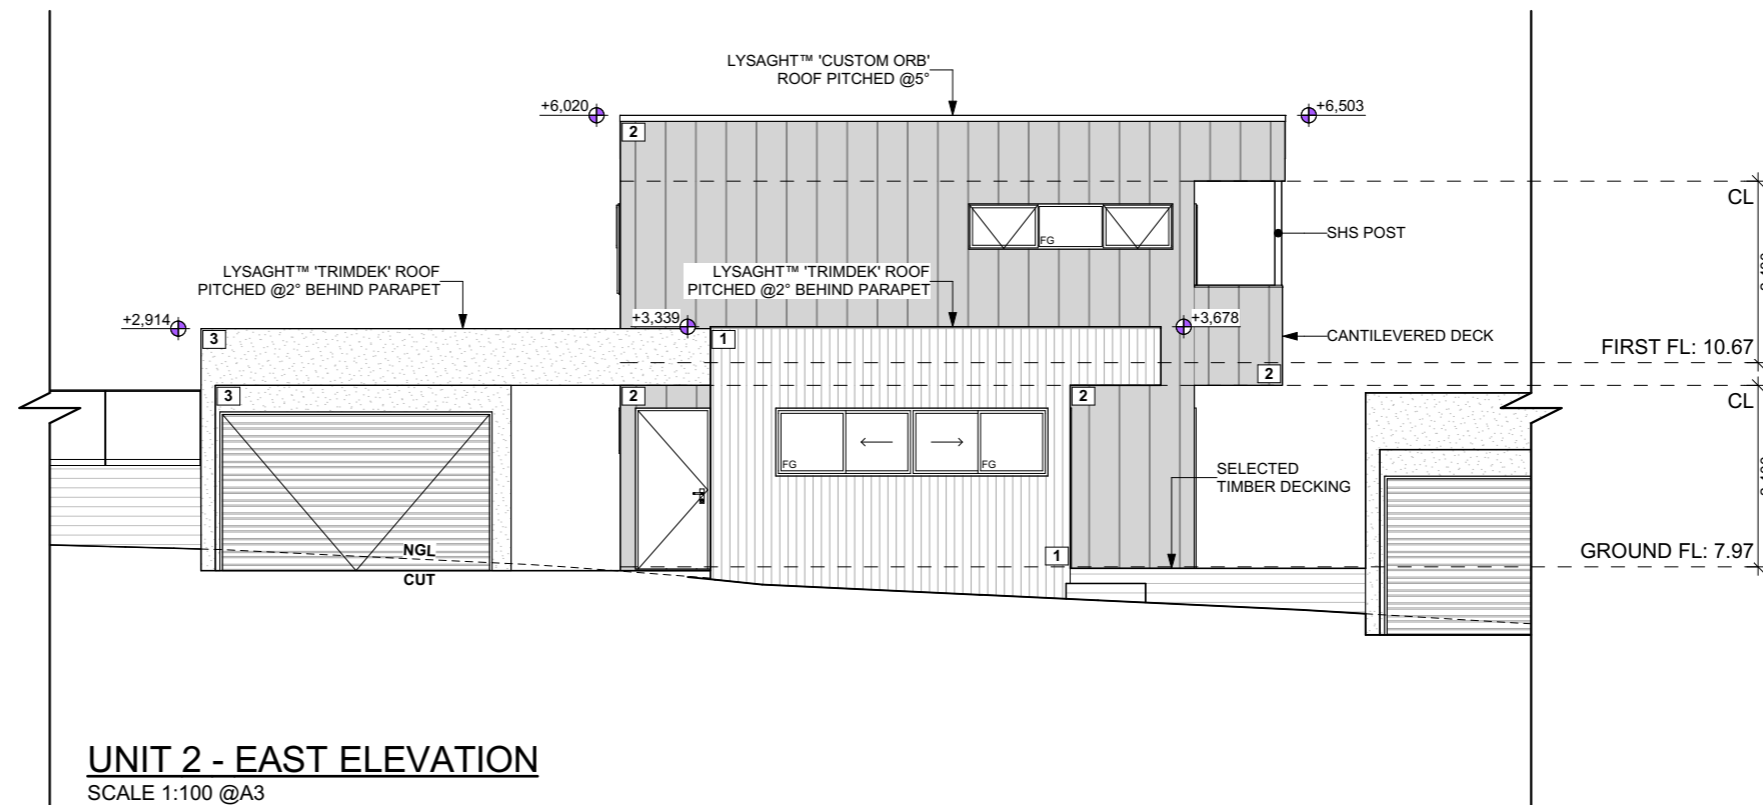 LYSAGHT™ 'CUSTOM ORB'
ROOF PITCHED @5°
+6,020
+6,503
2
CL
FG
SHS POST
LYSAGHT™ 'TRIMDEK' ROOF
PITCHED @2° BEHIND PARAPET
LYSAGHT™ 'TRIMDEK' ROOF
PITCHED @2° BEHIND PARAPET
+2,914
+3,339
+3,678
3
1
CANTILEVERED DECK
FIRST FL: 10.67
2
3
2
2
CL
FG
FG
SELECTED
TIMBER DECKING
NGL
CUT
1
GROUND FL: 7.97
UNIT 2 - EAST ELEVATION
SCALE 1:100 @A3